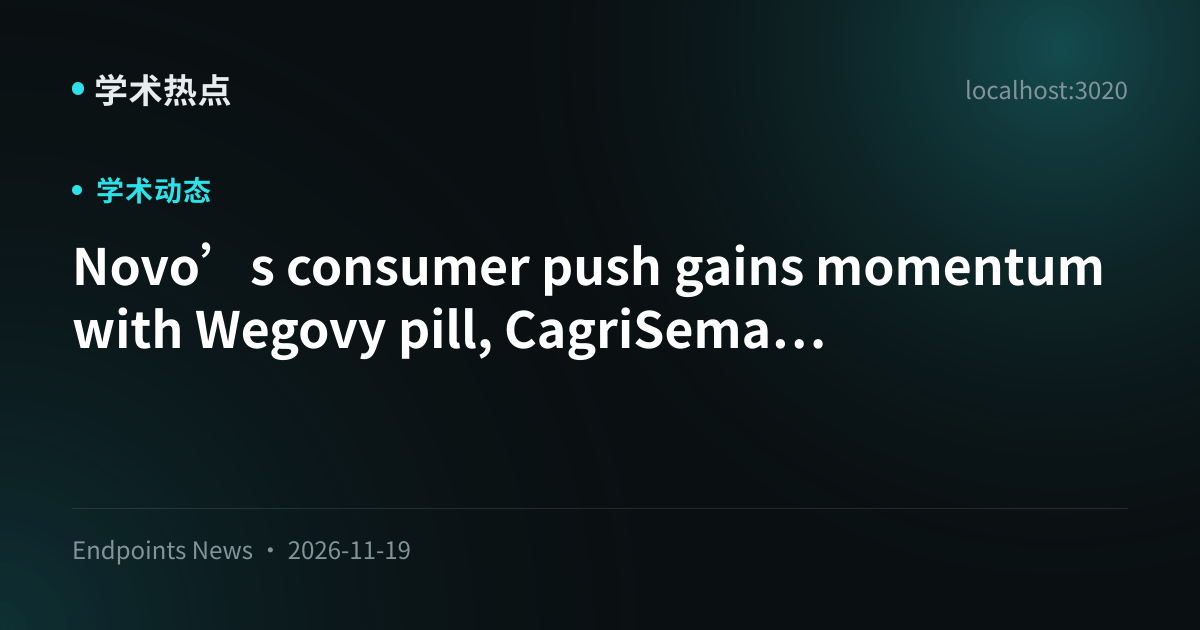 学术热点
localhost:3020
学术动态
Novo’s consumer push gains momentum
with Wegovy pill, CagriSema…
Endpoints News · 2026-11-19